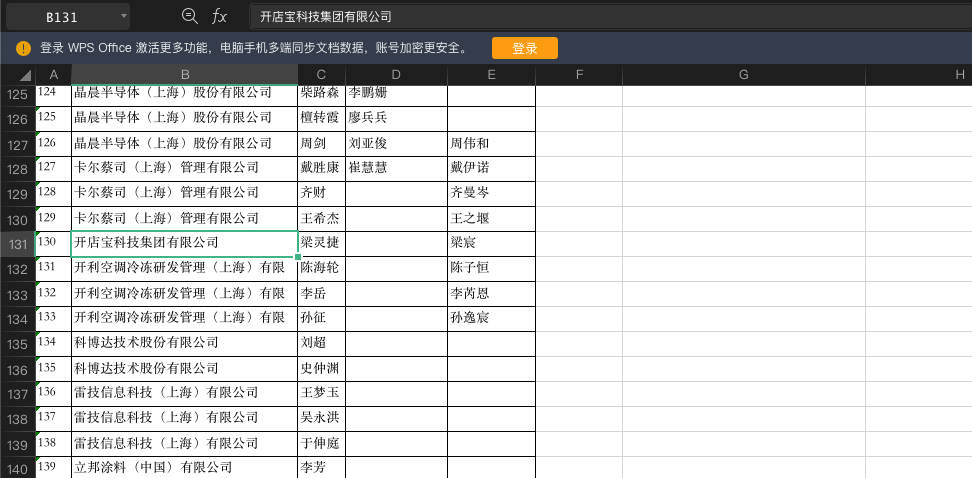 B131 fx 开店宝科技集团有限公司
登录 WPS Office 激活更多功能，电脑手机多端同步文档数据，账号加密更安全。 登录
A B C D E F G H
125 124 晶晨半导体（上海）股份有限公司 柴路森 李鹏姗
126 125 晶晨半导体（上海）股份有限公司 檀转霞 廖兵兵
127 126 晶晨半导体（上海）股份有限公司 周剑 刘亚俊 周伟和
128 127 卡尔蔡司（上海）管理有限公司 戴胜康 崔慧慧 戴伊诺
129 128 卡尔蔡司（上海）管理有限公司 齐财 齐曼岑
130 129 卡尔蔡司（上海）管理有限公司 王希杰 王之堰
131 130 开店宝科技集团有限公司 梁灵捷 梁宸
132 131 开利空调冷冻研发管理（上海）有限 陈海轮 陈子恒
133 132 开利空调冷冻研发管理（上海）有限 李岳 李芮恩
134 133 开利空调冷冻研发管理（上海）有限 孙征 孙逸宸
135 134 科博达技术股份有限公司 刘超
136 135 科博达技术股份有限公司 史仲渊
137 136 雷技信息科技（上海）有限公司 王梦玉
138 137 雷技信息科技（上海）有限公司 吴永洪
139 138 雷技信息科技（上海）有限公司 于仲庭
140 139 立邦涂料（中国）有限公司 李芳